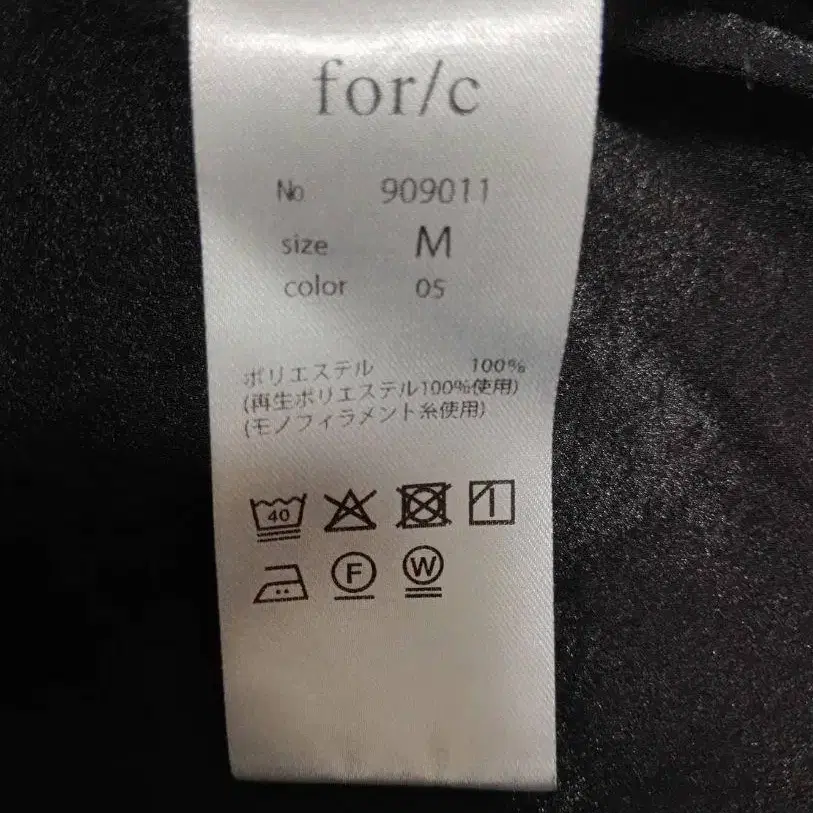 for/c
No 909011
size M
color 05
ポリエステル 100%
(再生ポリエステル100%使用)
(モノフィラメント糸使用)
40
F W